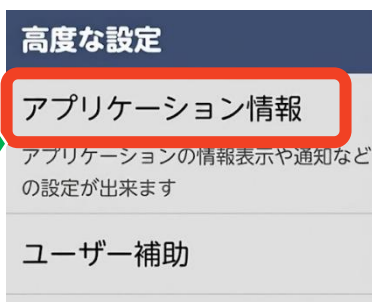 高度な設定
アプリケーション情報
アプリケーションの情報表示や通知など
の設定が出来ます
ユーザー補助